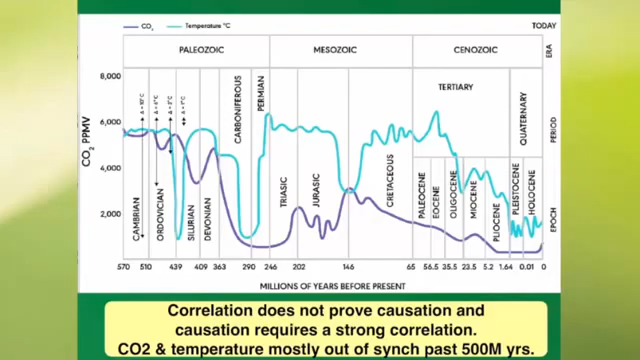 CO₂ Temperature °C TODAY
PALEOZOIC MESOZOIC CENOZOIC ERA
8,000
6,000
4,000
2,000
CO2 PPMV
CAMBRIAN
ORDOVICIAN
SILURIAN
DEVONIAN
CARBONIFEROUS
PERMIAN
TRIASIC
JURASIC
CRETACEOUS
TERTIARY
QUATERNARY
PERIOD
PALEOCENE
EOCENE
OLIGOCENE
MIOCENE
PLIOCENE
PLEISTOCENE
HOLOCENE
EPOCH
570 510 439 409 363 290 246 202 146 65 56.5 35.5 23.5 5.2 1.64 0.01 0
MILLIONS OF YEARS BEFORE PRESENT
Correlation does not prove causation and
causation requires a strong correlation.
CO2 & temperature mostly out of synch past 500M yrs.